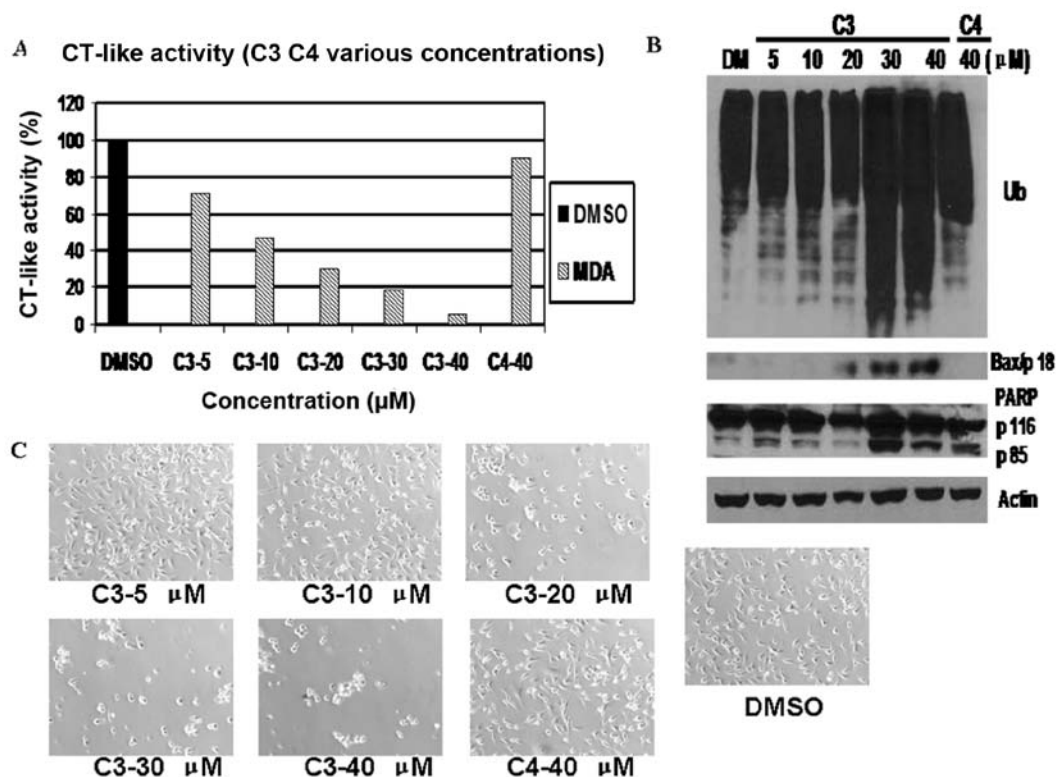 A
CT-like activity (C3 C4 various concentrations)
CT-like activity (%)
120
100
80
60
40
20
0
DMSO C3-5 C3-10 C3-20 C3-30 C3-40 C4-40
Concentration (µM)
DMSO
MDA
B
C3 C4
DM 5 10 20 30 40 40 (µM)
Ub
Bax/p 18
PARP
p 116
p 85
Actin
C
C3-5 µM C3-10 µM C3-20 µM
C3-30 µM C3-40 µM C4-40 µM
DMSO